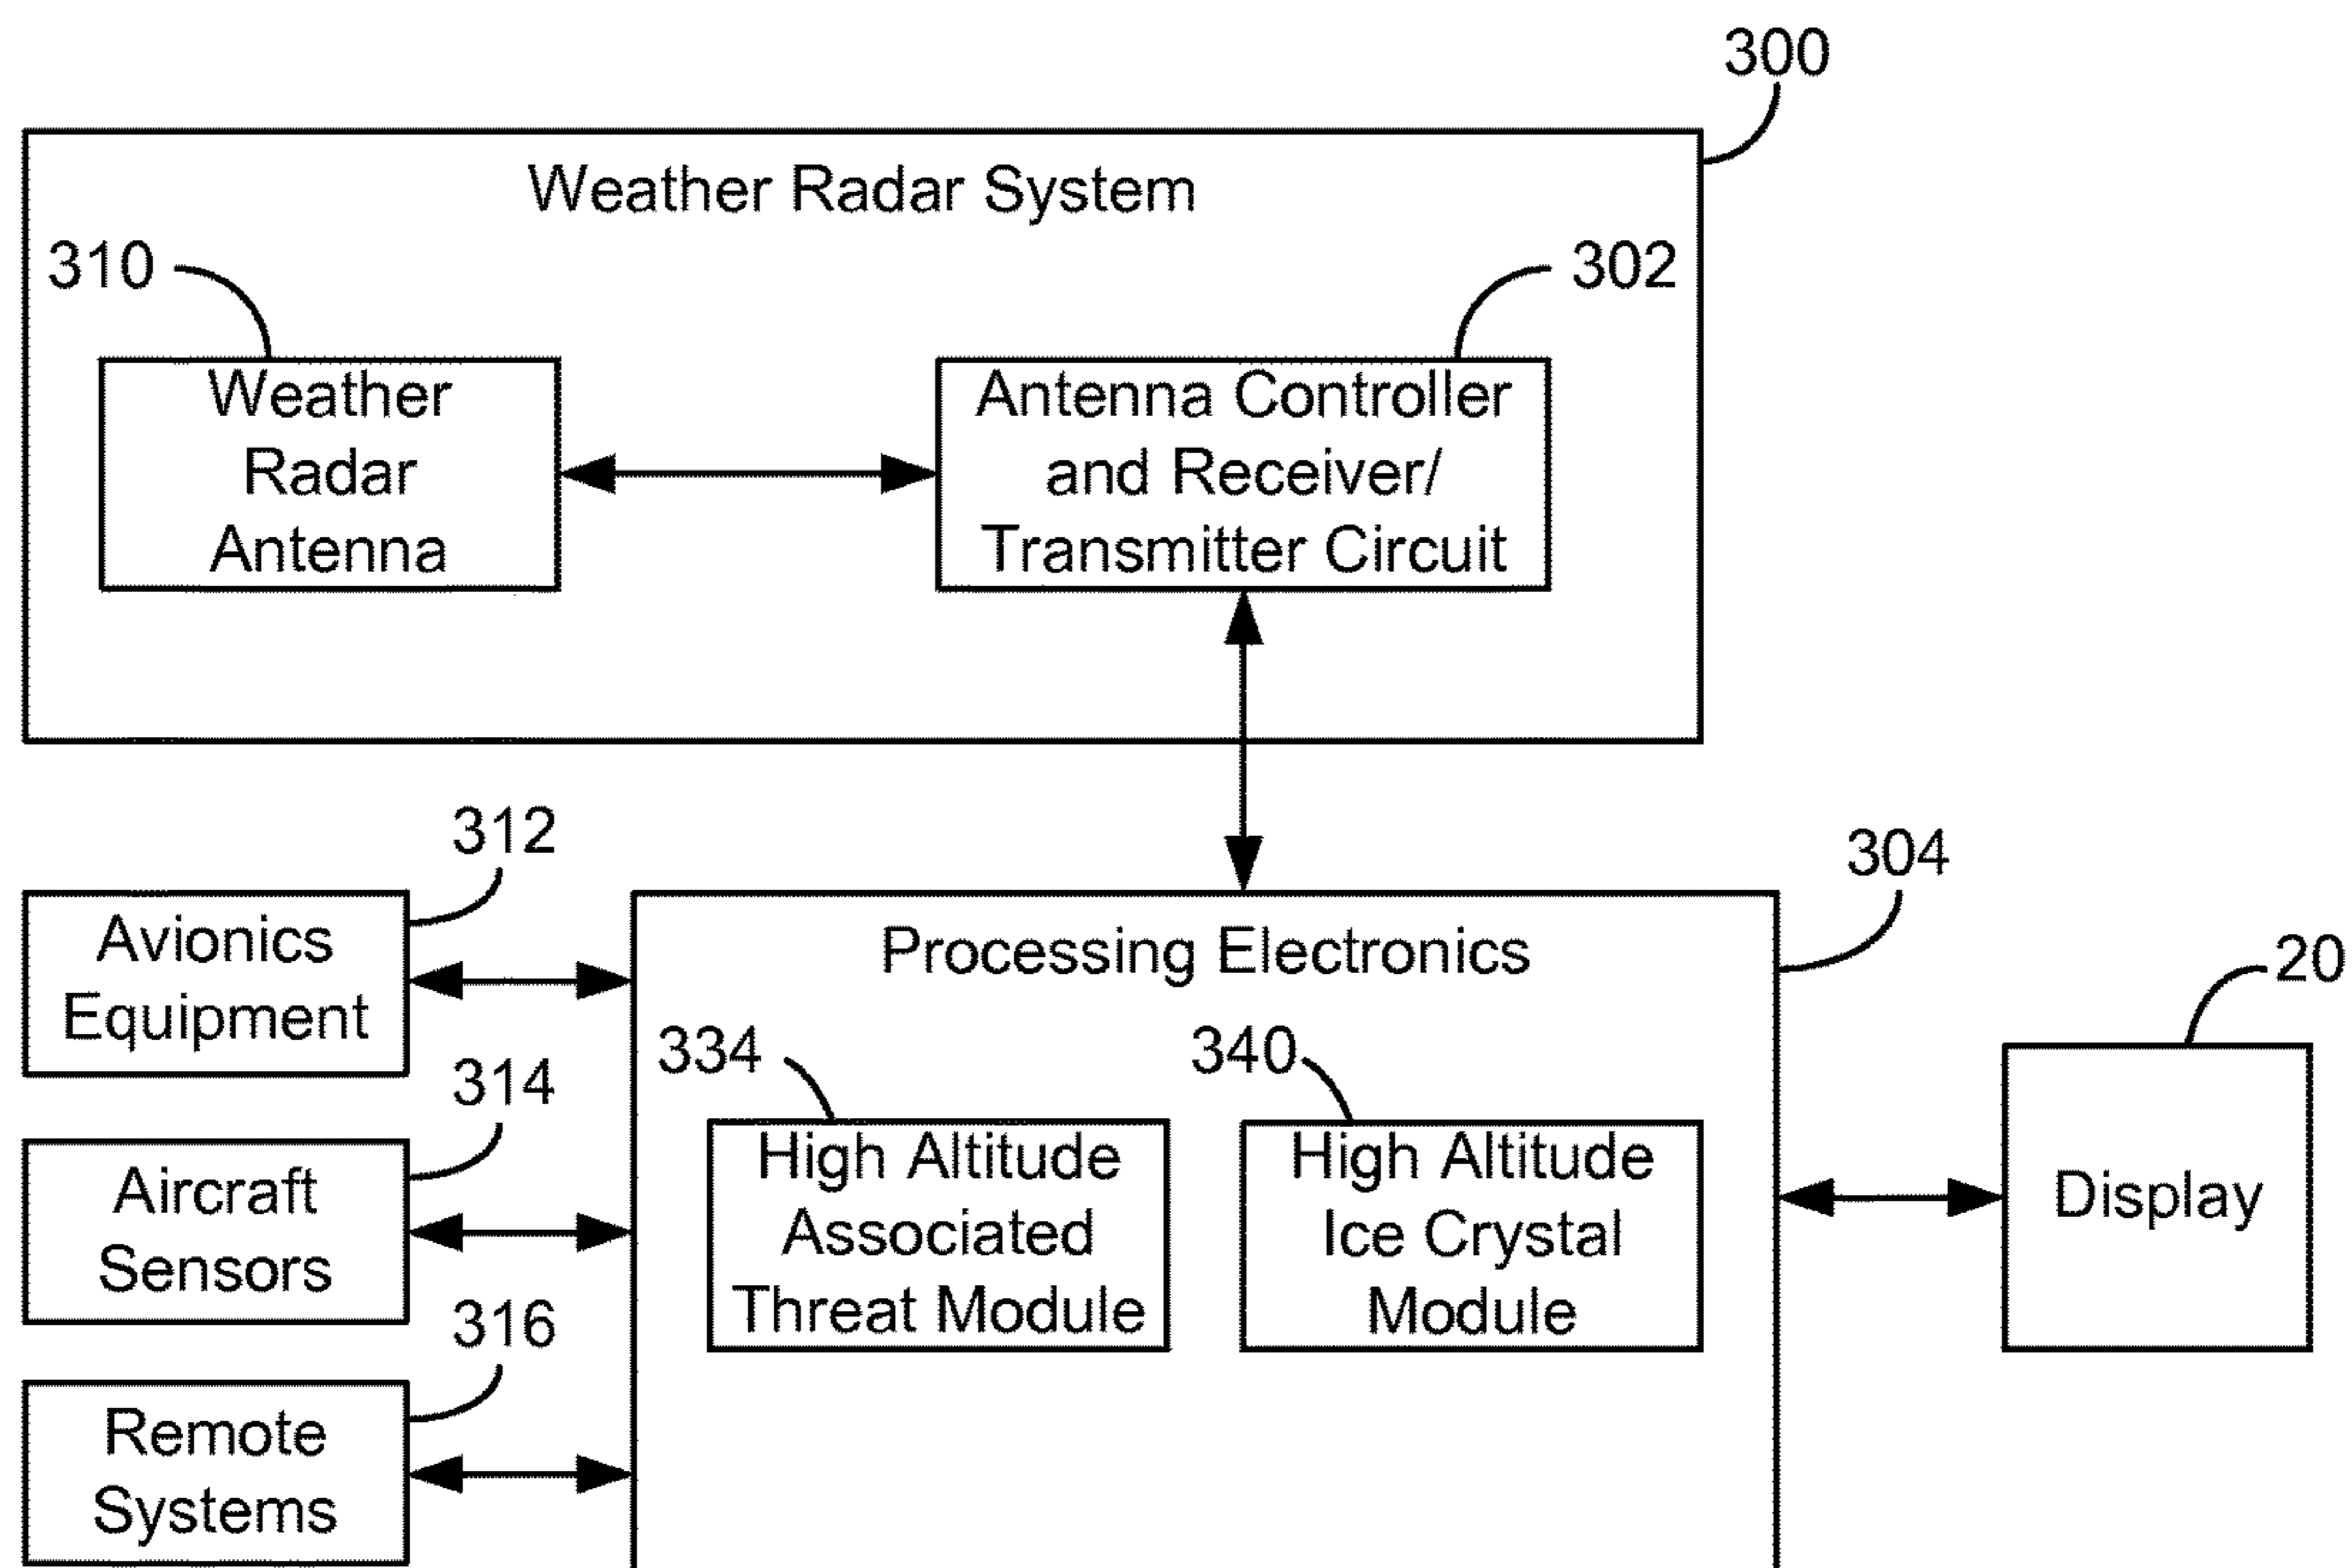 300
Weather Radar System
310
302
Weather
Radar
Antenna
Antenna Controller
and Receiver/
Transmitter Circuit
312
304
Avionics
Equipment
Processing Electronics
20
314
334
340
Aircraft
Sensors
High Altitude
Associated
Threat Module
High Altitude
Ice Crystal
Module
Display
316
Remote
Systems